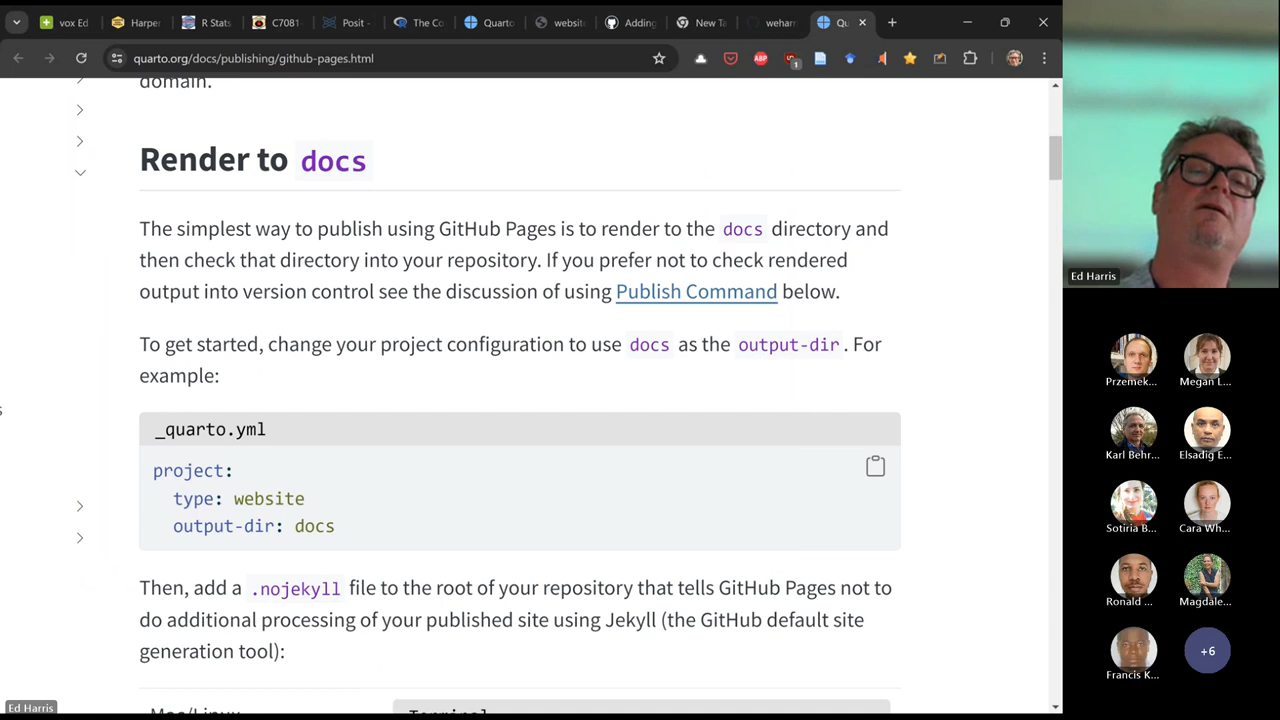 vox Ed
Harper
R Stats
C7081
Posit -
The Co
Quarto
website
Adding
New Ta
weharr
Qu
quarto.org/docs/publishing/github-pages.html
1
domain.
Render to docs
The simplest way to publish using GitHub Pages is to render to the docs directory and
then check that directory into your repository. If you prefer not to check rendered
output into version control see the discussion of using Publish Command below.
To get started, change your project configuration to use docs as the output-dir. For
example:
_quarto.yml
project:
type: website
output-dir: docs
Then, add a .nojekyll file to the root of your repository that tells GitHub Pages not to
do additional processing of your published site using Jekyll (the GitHub default site
generation tool):
Ed Harris
Ed Harris
Przemek...
Megan L...
Karl Behr...
Elsadig E...
Sotiria B...
Cara Wh...
Ronald ...
Magdale...
Francis K...
+6